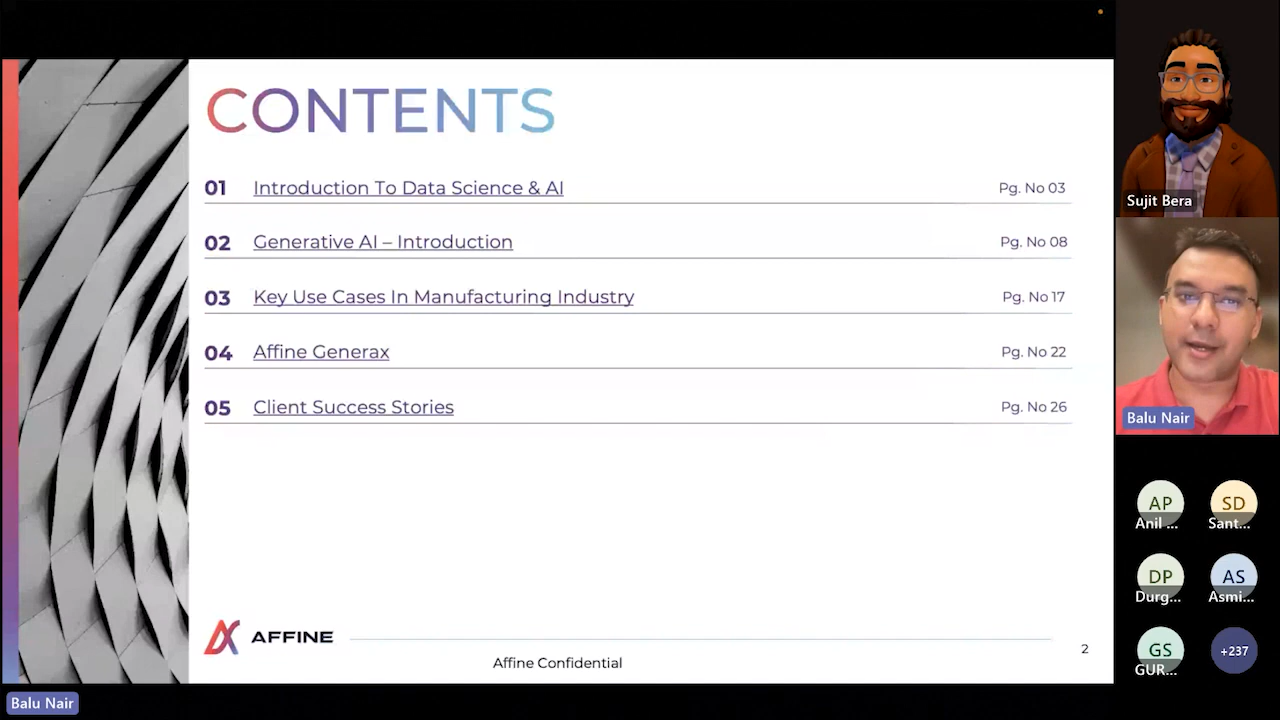 CONTENTS
01 Introduction To Data Science & AI Pg. No 03
02 Generative AI – Introduction Pg. No 08
03 Key Use Cases In Manufacturing Industry Pg. No 17
04 Affine Generax Pg. No 22
05 Client Success Stories Pg. No 26
AFFINE
Affine Confidential
2
Sujit Bera
Balu Nair
AP
Anil ...
SD
Sant...
DP
Durg...
AS
Asmi...
GS
GUR...
+237
Balu Nair